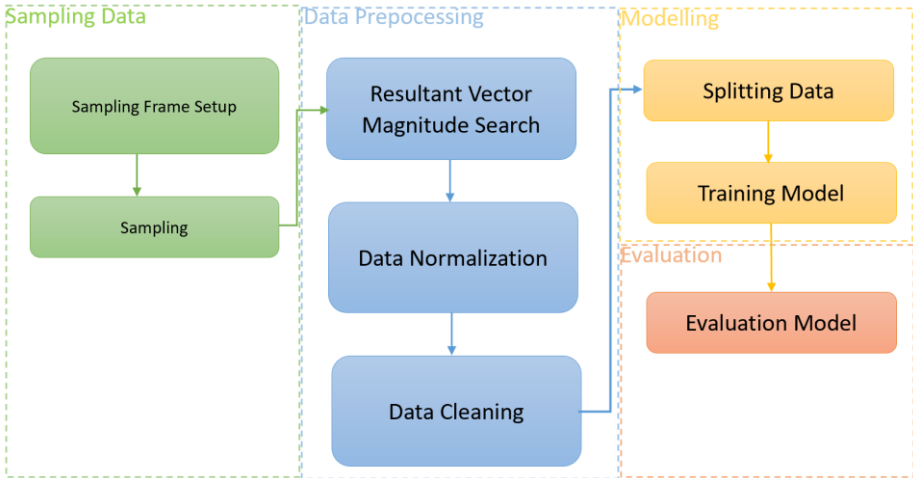 Sampling Data
Sampling Frame Setup
Sampling
Data Prepocessing
Resultant Vector
Magnitude Search
Data Normalization
Data Cleaning
Modelling
Splitting Data
Training Model
Evaluation
Evaluation Model